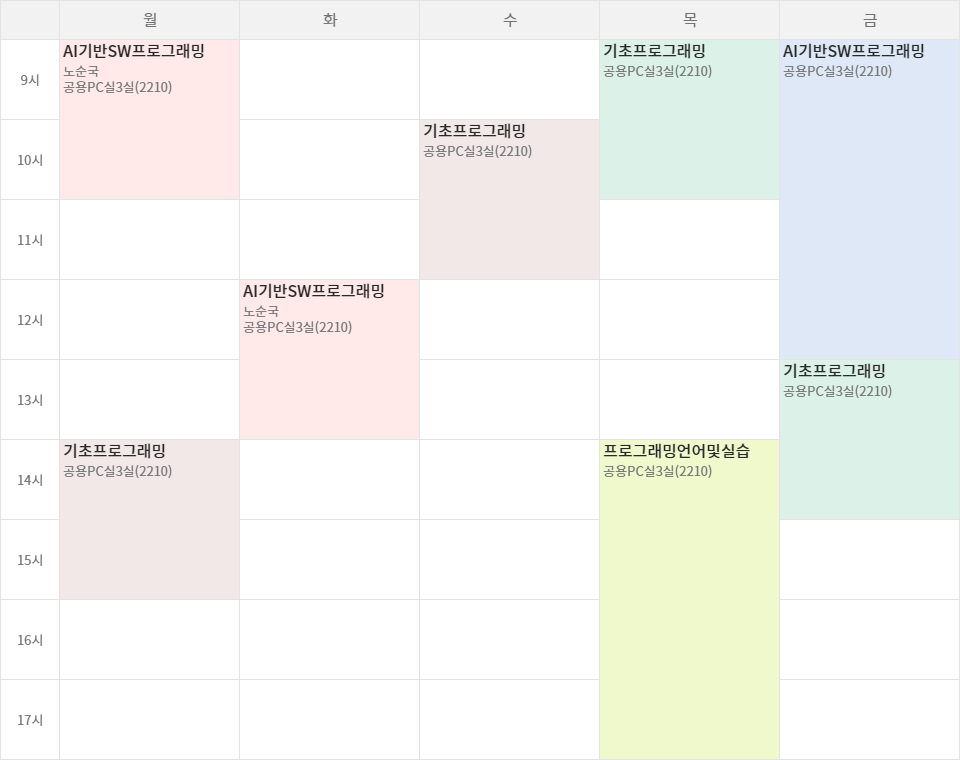 월 화 수 목 금
9시
AI기반SW프로그래밍
노순국
공용PC실3실(2210)
기초프로그래밍
공용PC실3실(2210)
AI기반SW프로그래밍
공용PC실3실(2210)
10시
기초프로그래밍
공용PC실3실(2210)
11시
12시
AI기반SW프로그래밍
노순국
공용PC실3실(2210)
13시
기초프로그래밍
공용PC실3실(2210)
14시
기초프로그래밍
공용PC실3실(2210)
프로그래밍언어및실습
공용PC실3실(2210)
15시
16시
17시